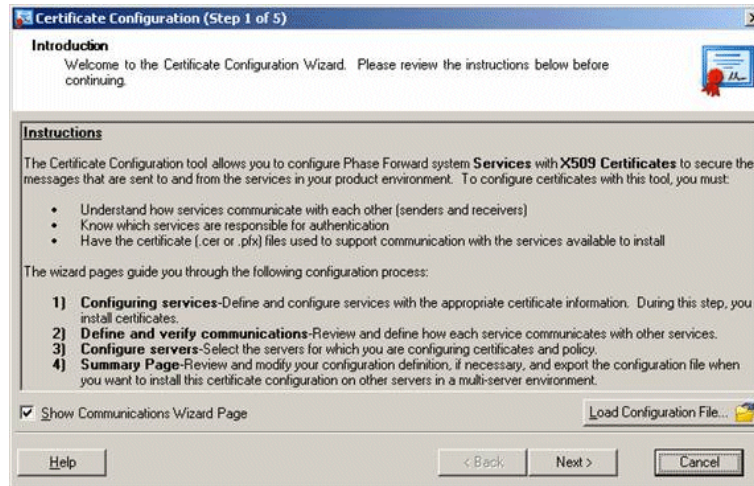 Certificate Configuration (Step 1 of 5)
Introduction
Welcome to the Certificate Configuration Wizard. Please review the instructions below before
continuing.
Instructions
The Certificate Configuration tool allows you to configure Phase Forward system Services with X509 Certificates to secure the
messages that are sent to and from the services in your product environment. To configure certificates with this tool, you must:
• Understand how services communicate with each other (senders and receivers)
• Know which services are responsible for authentication
• Have the certificate (.cer or .pfx) files used to support communication with the services available to install
The wizard pages guide you through the following configuration process:
1) Configuring services-Define and configure services with the appropriate certificate information. During this step, you
install certificates.
2) Define and verify communications-Review and define how each service communicates with other services.
3) Configure servers-Select the servers for which you are configuring certificates and policy.
4) Summary Page-Review and modify your configuration definition, if necessary, and export the configuration file when
you want to install this certificate configuration on other servers in a multi-server environment.
Show Communications Wizard Page
Load Configuration File...
Help
< Back
Next >
Cancel